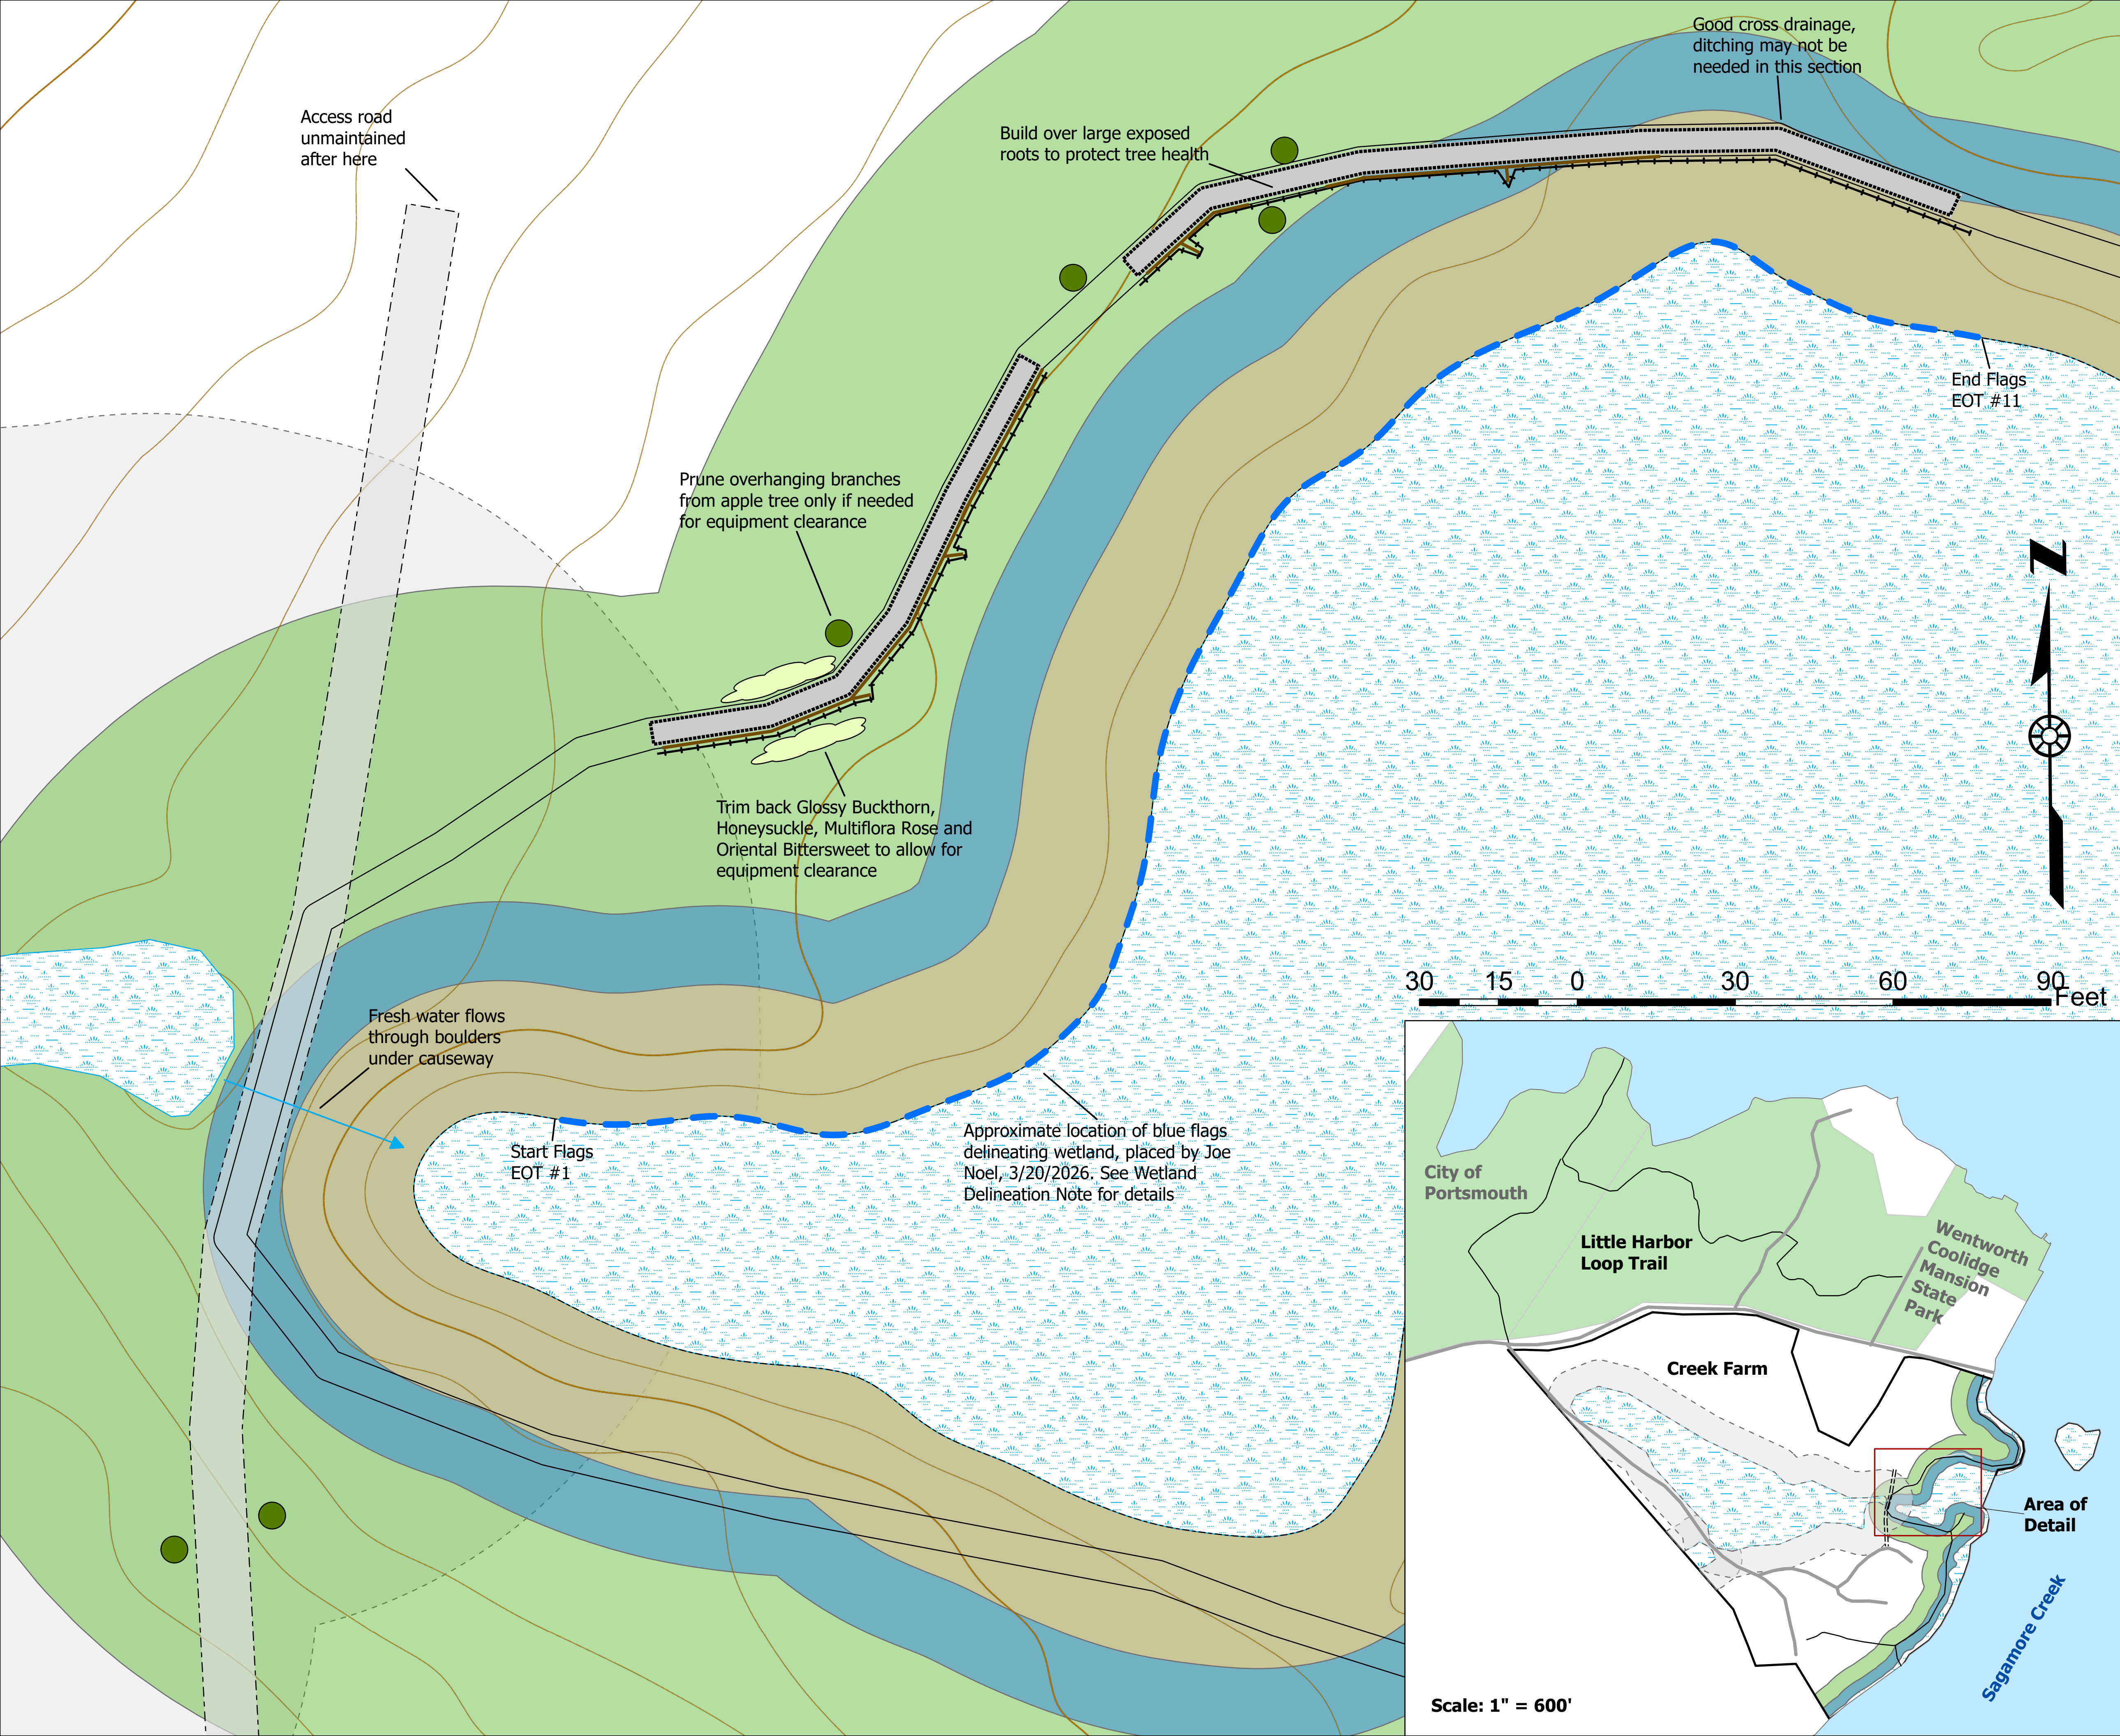 Good cross drainage,
ditching may not be
needed in this section
Access road
unmaintained
after here
Build over large exposed
roots to protect tree health
End Flags
EOT #11
Prune overhanging branches
from apple tree only if needed
for equipment clearance
N
Trim back Glossy Buckthorn,
Honeysuckle, Multiflora Rose and
Oriental Bittersweet to allow for
equipment clearance
30 15 0 30 60 90
Feet
Fresh water flows
through boulders
under causeway
Start Flags
EOT #1
Approximate location of blue flags
delineating wetland, placed by Joe
Noel, 3/20/2026. See Wetland
Delineation Note for details
City of
Portsmouth
Little Harbor
Loop Trail
Wentworth
Coolidge
Mansion
State
Park
Creek Farm
Area of
Detail
Sagamore Creek
Scale: 1" = 600'